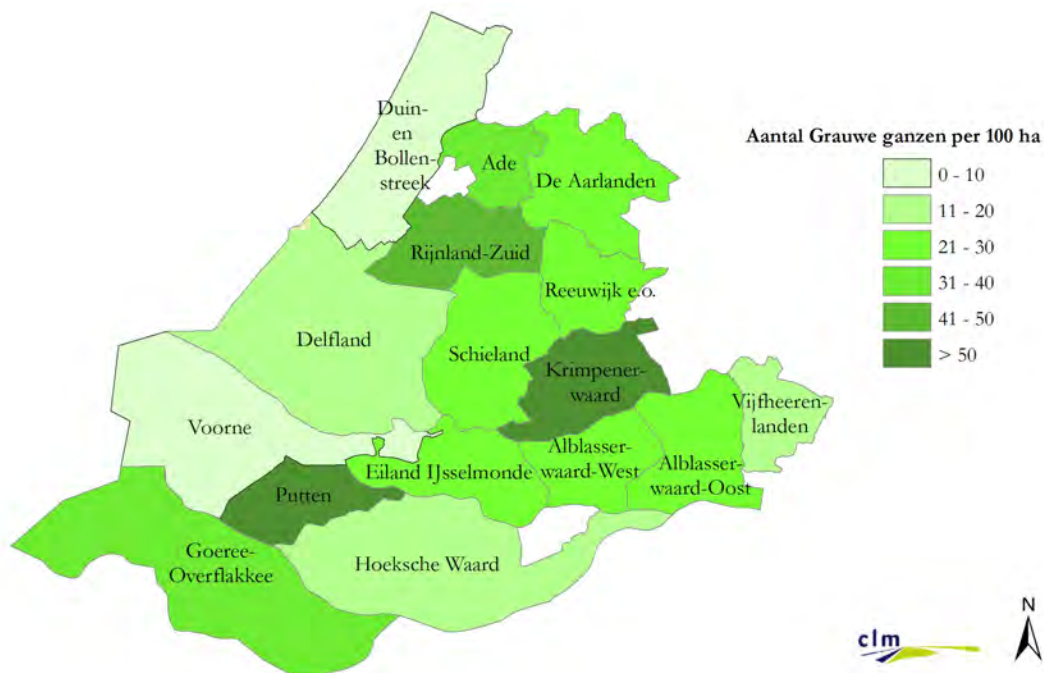 Duin-
en
Bollen-
streek
Ade
De Aarlanden
Rijnland-Zuid
Reeuwijk e.o.
Delfland
Schieland
Krimpener-
waard
Vijfheeren-
landen
Voorne
Alblasser-
waard-West
Alblasser-
waard-Oost
Eiland IJsselmonde
Putten
Goeree-
Overflakkee
Hoeksche Waard
Aantal Grauwe ganzen per 100 ha
0 - 10
11 - 20
21 - 30
31 - 40
41 - 50
> 50
N
clm